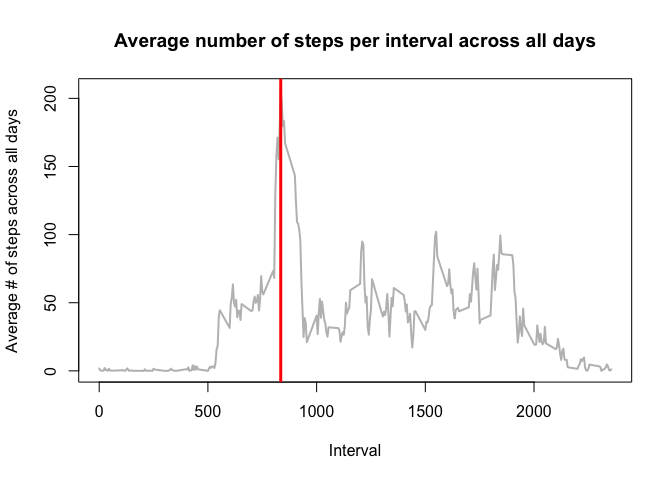 Average number of steps per interval across all days
Average # of steps across all days
200
150
100
50
0
0 500 1000 1500 2000
Interval